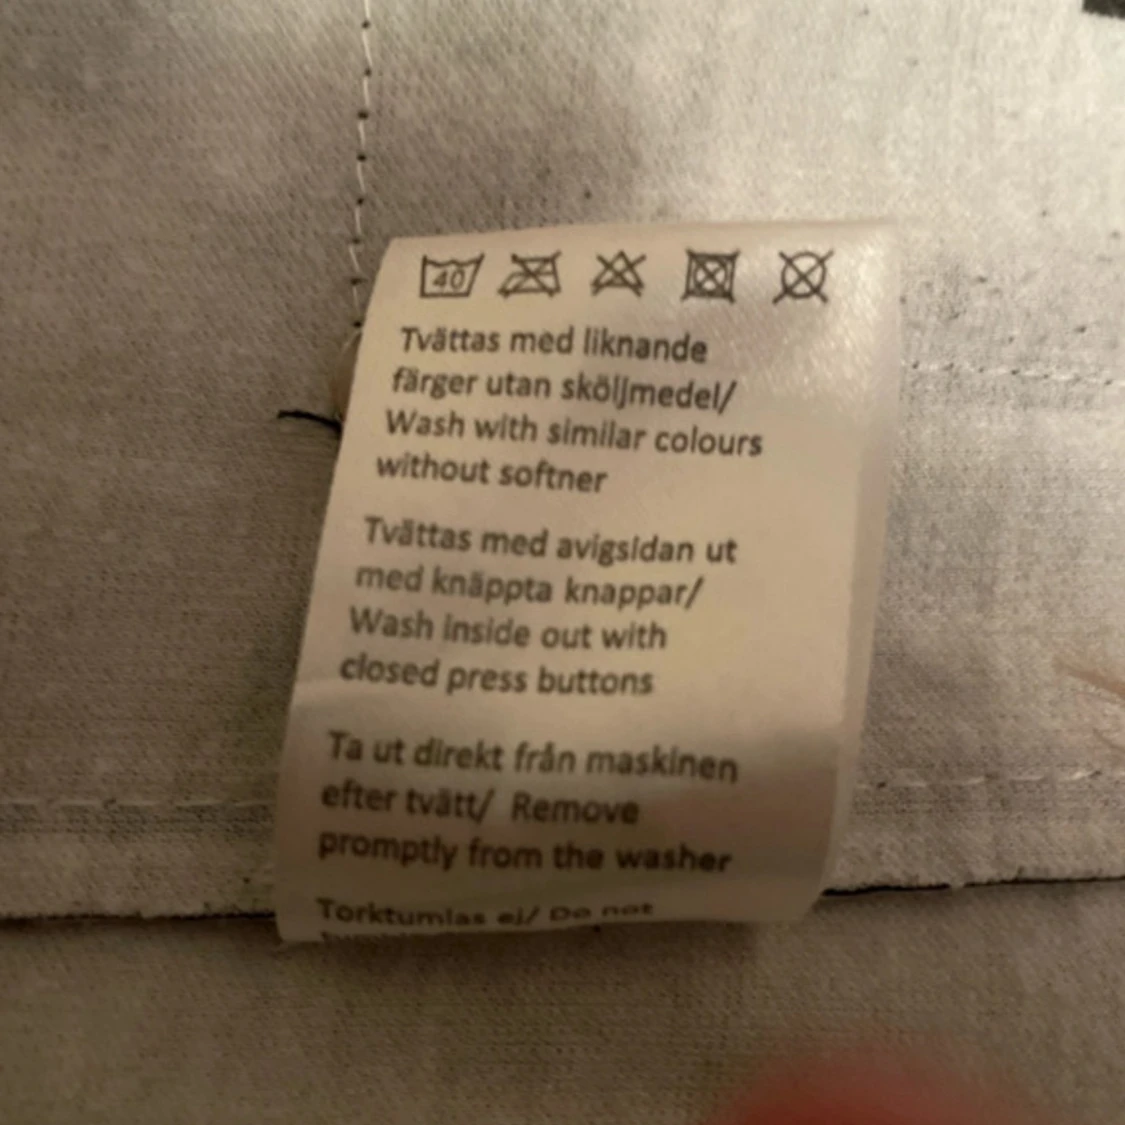 40
Tvättas med liknande
färger utan sköljmedel/
Wash with similar colours
without softner
Tvättas med avigsidan ut
med knäppta knappar/
Wash inside out with
closed press buttons
Ta ut direkt från maskinen
efter tvätt/ Remove
promptly from the washer
Torktumlas ej/ Do not